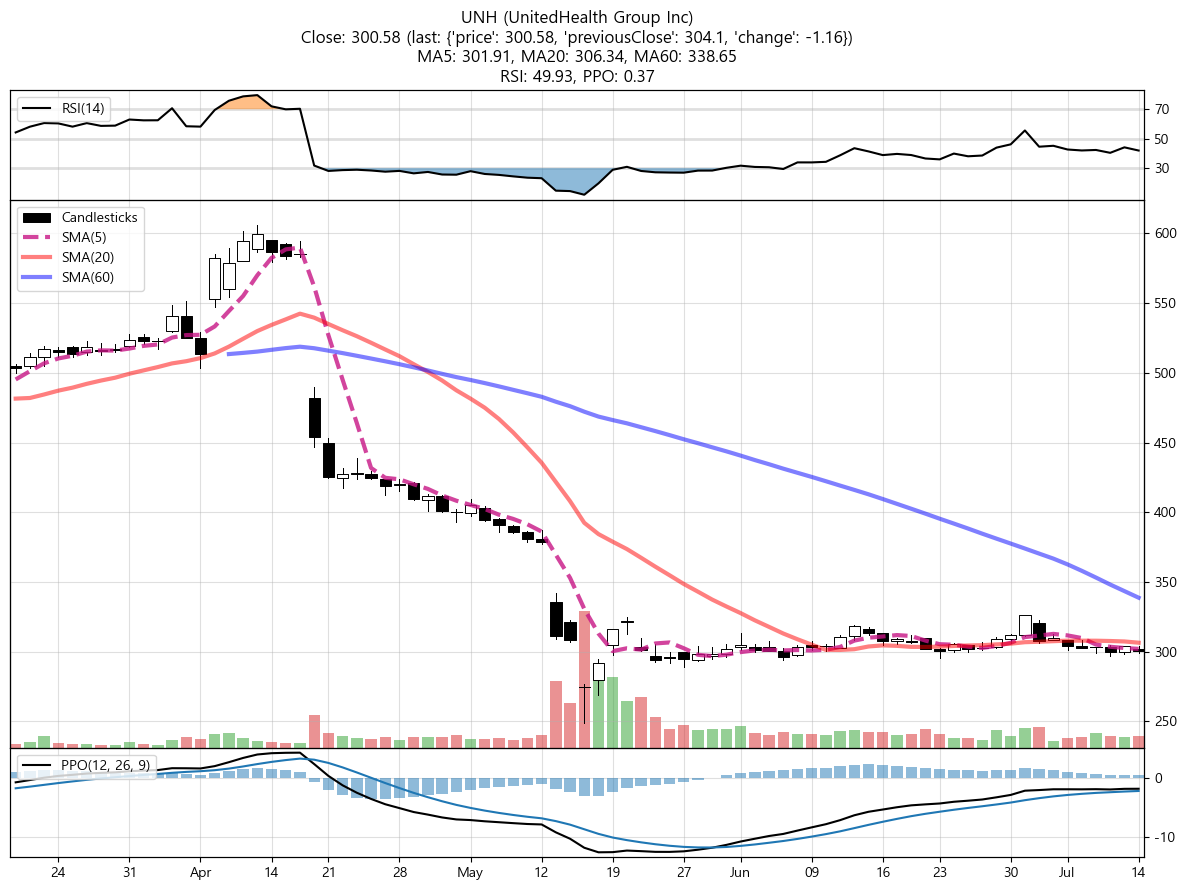 UNH (UnitedHealth Group Inc)
Close: 300.58 (last: {'price': 300.58, 'previousClose': 304.1, 'change': -1.16})
MA5: 301.91, MA20: 306.34, MA60: 338.65
RSI: 49.93, PPO: 0.37
RSI(14)
70
50
30
Candlesticks
SMA(5)
SMA(20)
SMA(60)
600
550
500
450
400
350
300
250
PPO(12, 26, 9)
0
-10
24 31 Apr 14 21 28 May 12 19 27 Jun 09 16 23 30 Jul 14